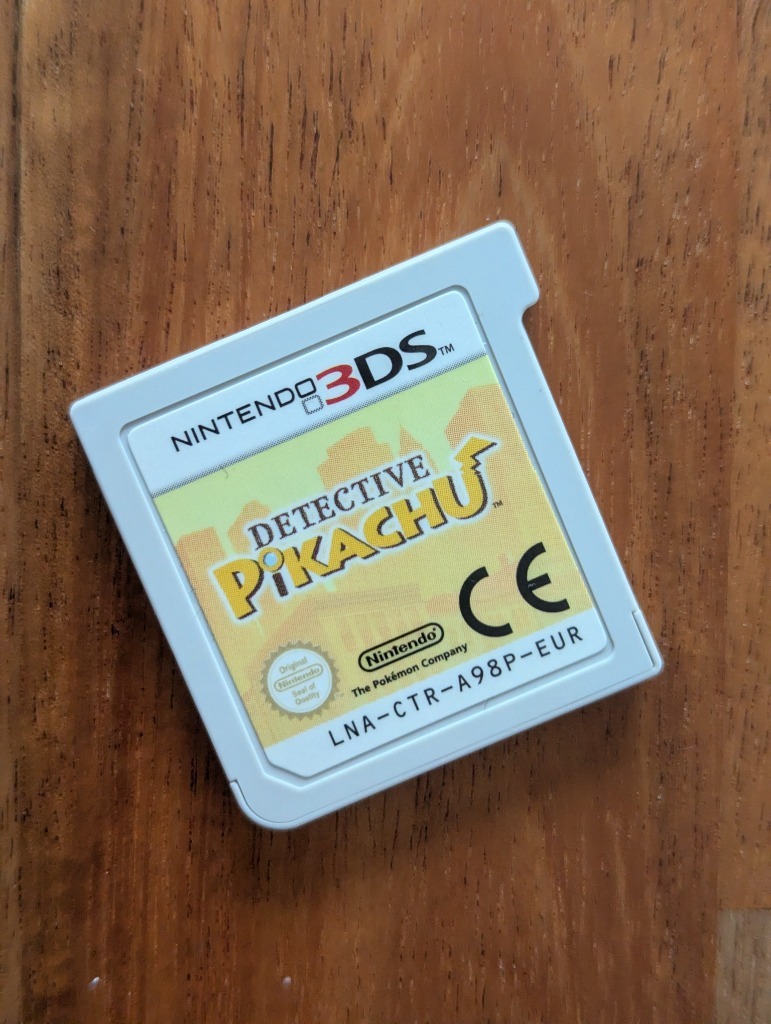 NINTENDO 3DS™
DETECTIVE
PIKACHU™
CE
Original
Nintendo
Seal of
Quality
Nintendo
The Pokémon Company
LNA-CTR-A98P-EUR